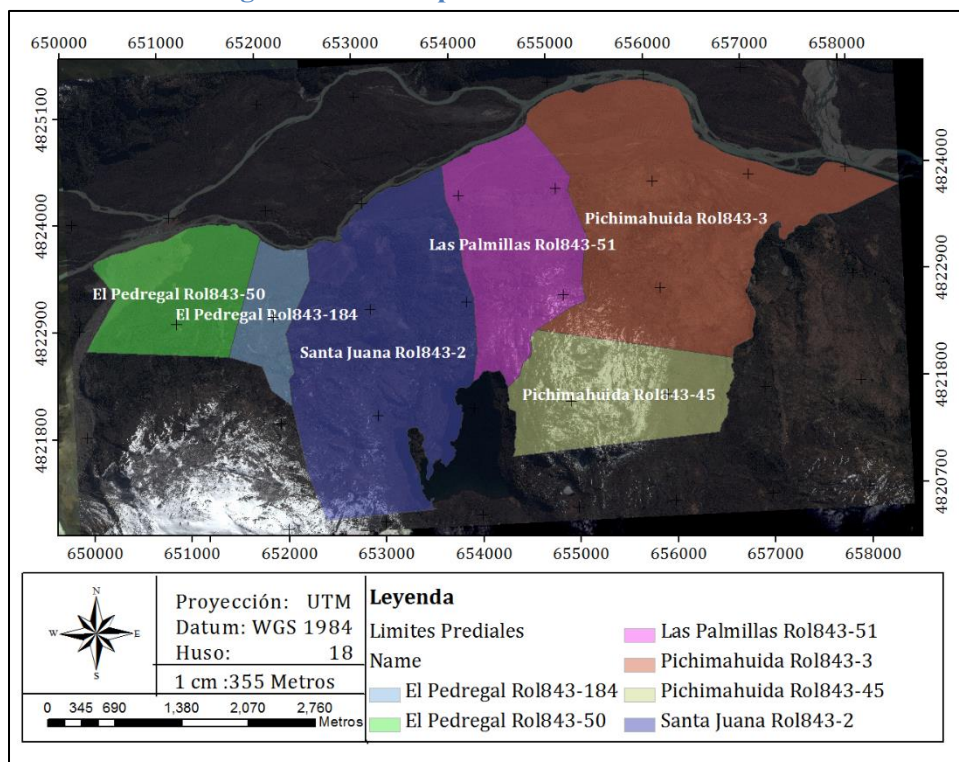 650000 651000 652000 653000 654000 655000 656000 657000 658000
4825100
4824000
4822900
4821800
4824000
4822900
4821800
4820700
Pichimahuida Rol843-3
Las Palmillas Rol843-51
El Pedregal Rol843-50
El Pedregal Rol843-184
Santa Juana Rol843-2
Pichimahuida Rol843-45
650000 651000 652000 653000 654000 655000 656000 657000 658000
N
W E
S
Proyección: UTM
Datum: WGS 1984
Huso: 18
1 cm :355 Metros
0 345 690 1,380 2,070 2,760
Metros
Leyenda
Limites Prediales
Name
El Pedregal Rol843-184
El Pedregal Rol843-50
Las Palmillas Rol843-51
Pichimahuida Rol843-3
Pichimahuida Rol843-45
Santa Juana Rol843-2